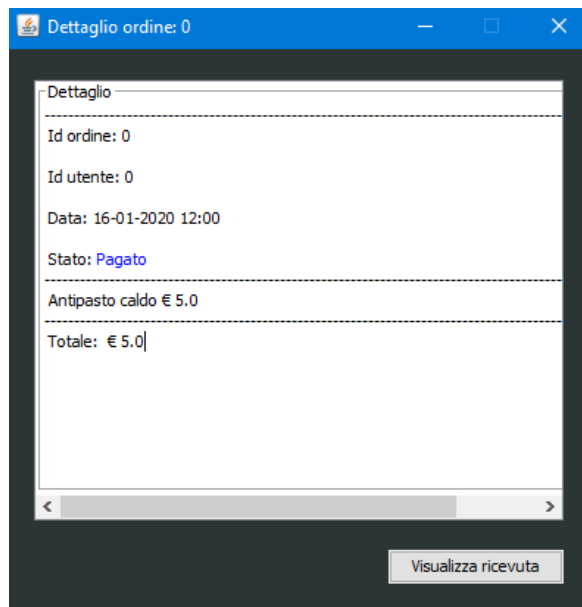 Dettaglio ordine: 0
Dettaglio
Id ordine: 0
Id utente: 0
Data: 16-01-2020 12:00
Stato: Pagato
Antipasto caldo € 5.0
Totale:  € 5.0
Visualizza ricevuta